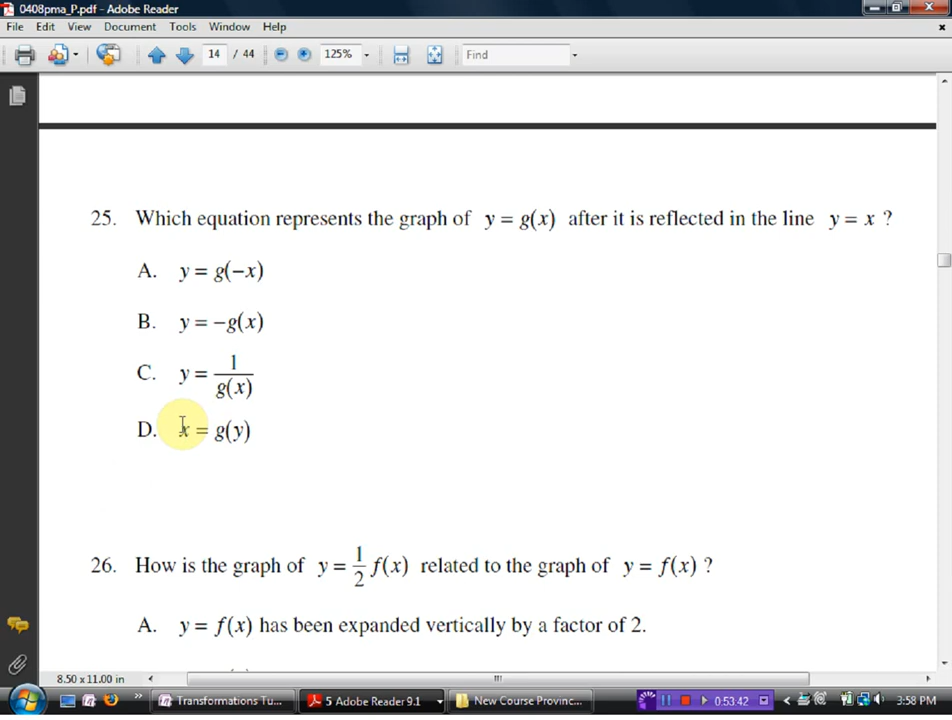 0408pma_P.pdf - Adobe Reader
File Edit View Document Tools Window Help
14 / 44 125% Find
25. Which equation represents the graph of y = g(x) after it is reflected in the line y = x ?
A. y = g(−x)
B. y = −g(x)
C. y = 1/g(x)
D. x = g(y)
26. How is the graph of y = 1/2 f(x) related to the graph of y = f(x) ?
A. y = f(x) has been expanded vertically by a factor of 2.
8.50 x 11.00 in
Transformations Tu... 5 Adobe Reader 9.1 New Course Provinc... 0:53:42 3:58 PM